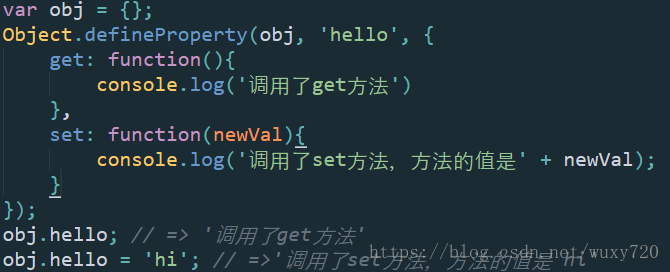 var obj = {};
Object.defineProperty(obj, 'hello', {
    get: function(){
        console.log('调用了get方法')
    },
    set: function(newVal){
        console.log('调用了set方法，方法的值是' + newVal);
    }
});
obj.hello; // => '调用了get方法'
obj.hello = 'hi'; // =>'调用了set方法，方法的值是 hi'
https://blog.csdn.net/wuxy720